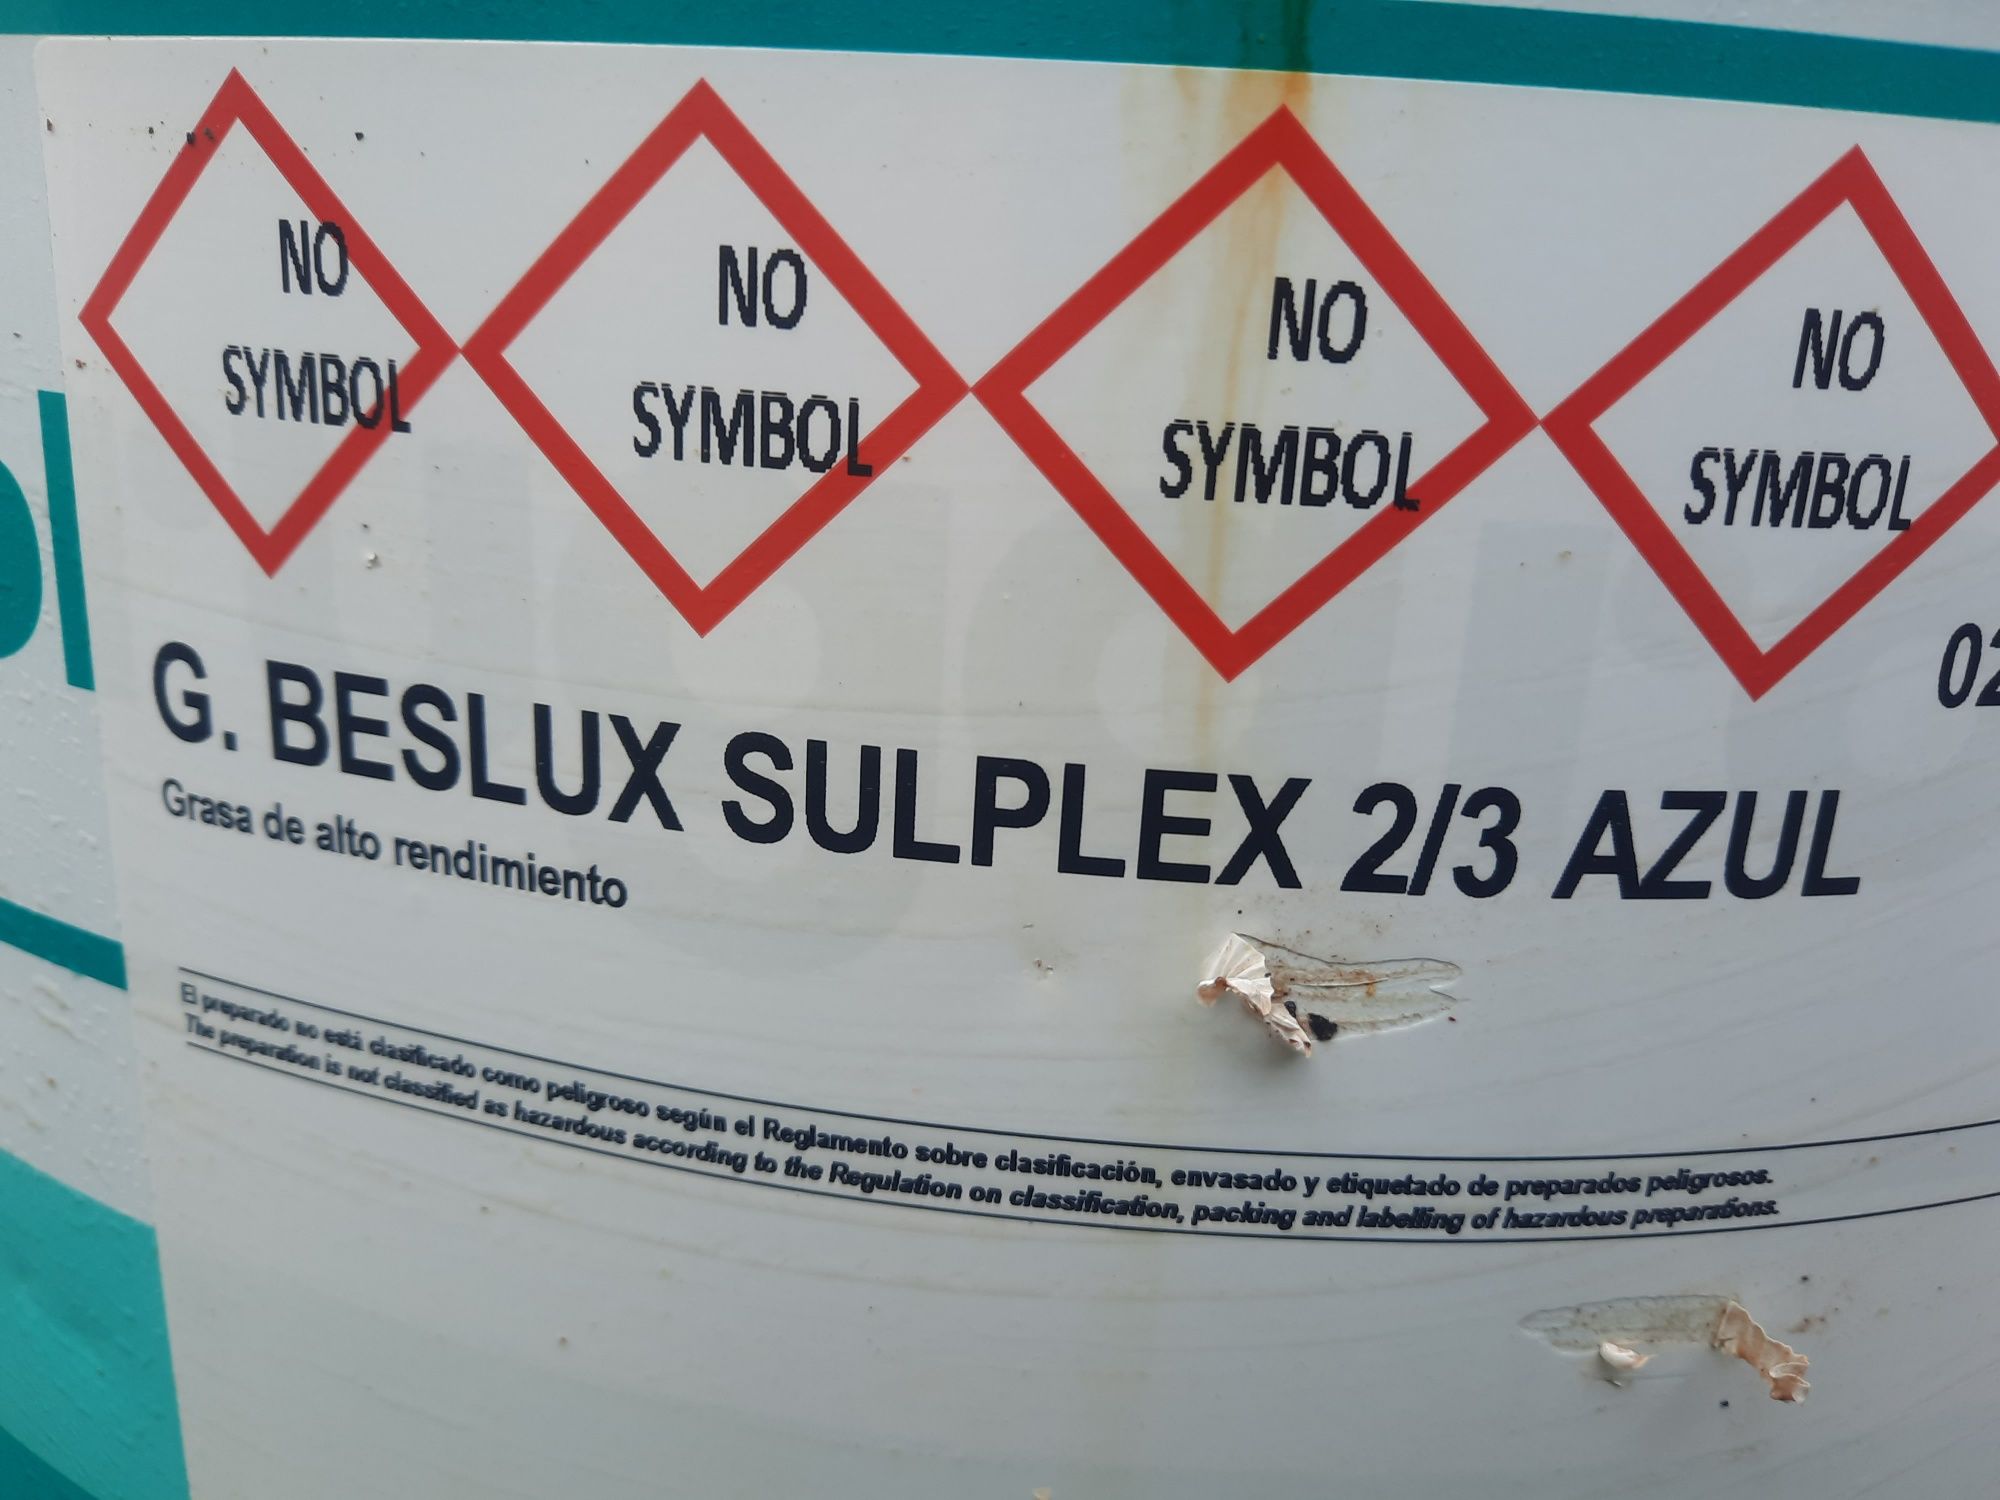 NO
SYMBOL
NO
SYMBOL
NO
SYMBOL
NO
SYMBOL
02
G. BESLUX SULPLEX 2/3 AZUL
Grasa de alto rendimiento
El preparado no está clasificado como peligroso según el Reglamento sobre clasificación, envasado y etiquetado de preparados peligrosos.
The preparation is not classified as hazardous according to the Regulation on classification, packing and labelling of hazardous preparations.